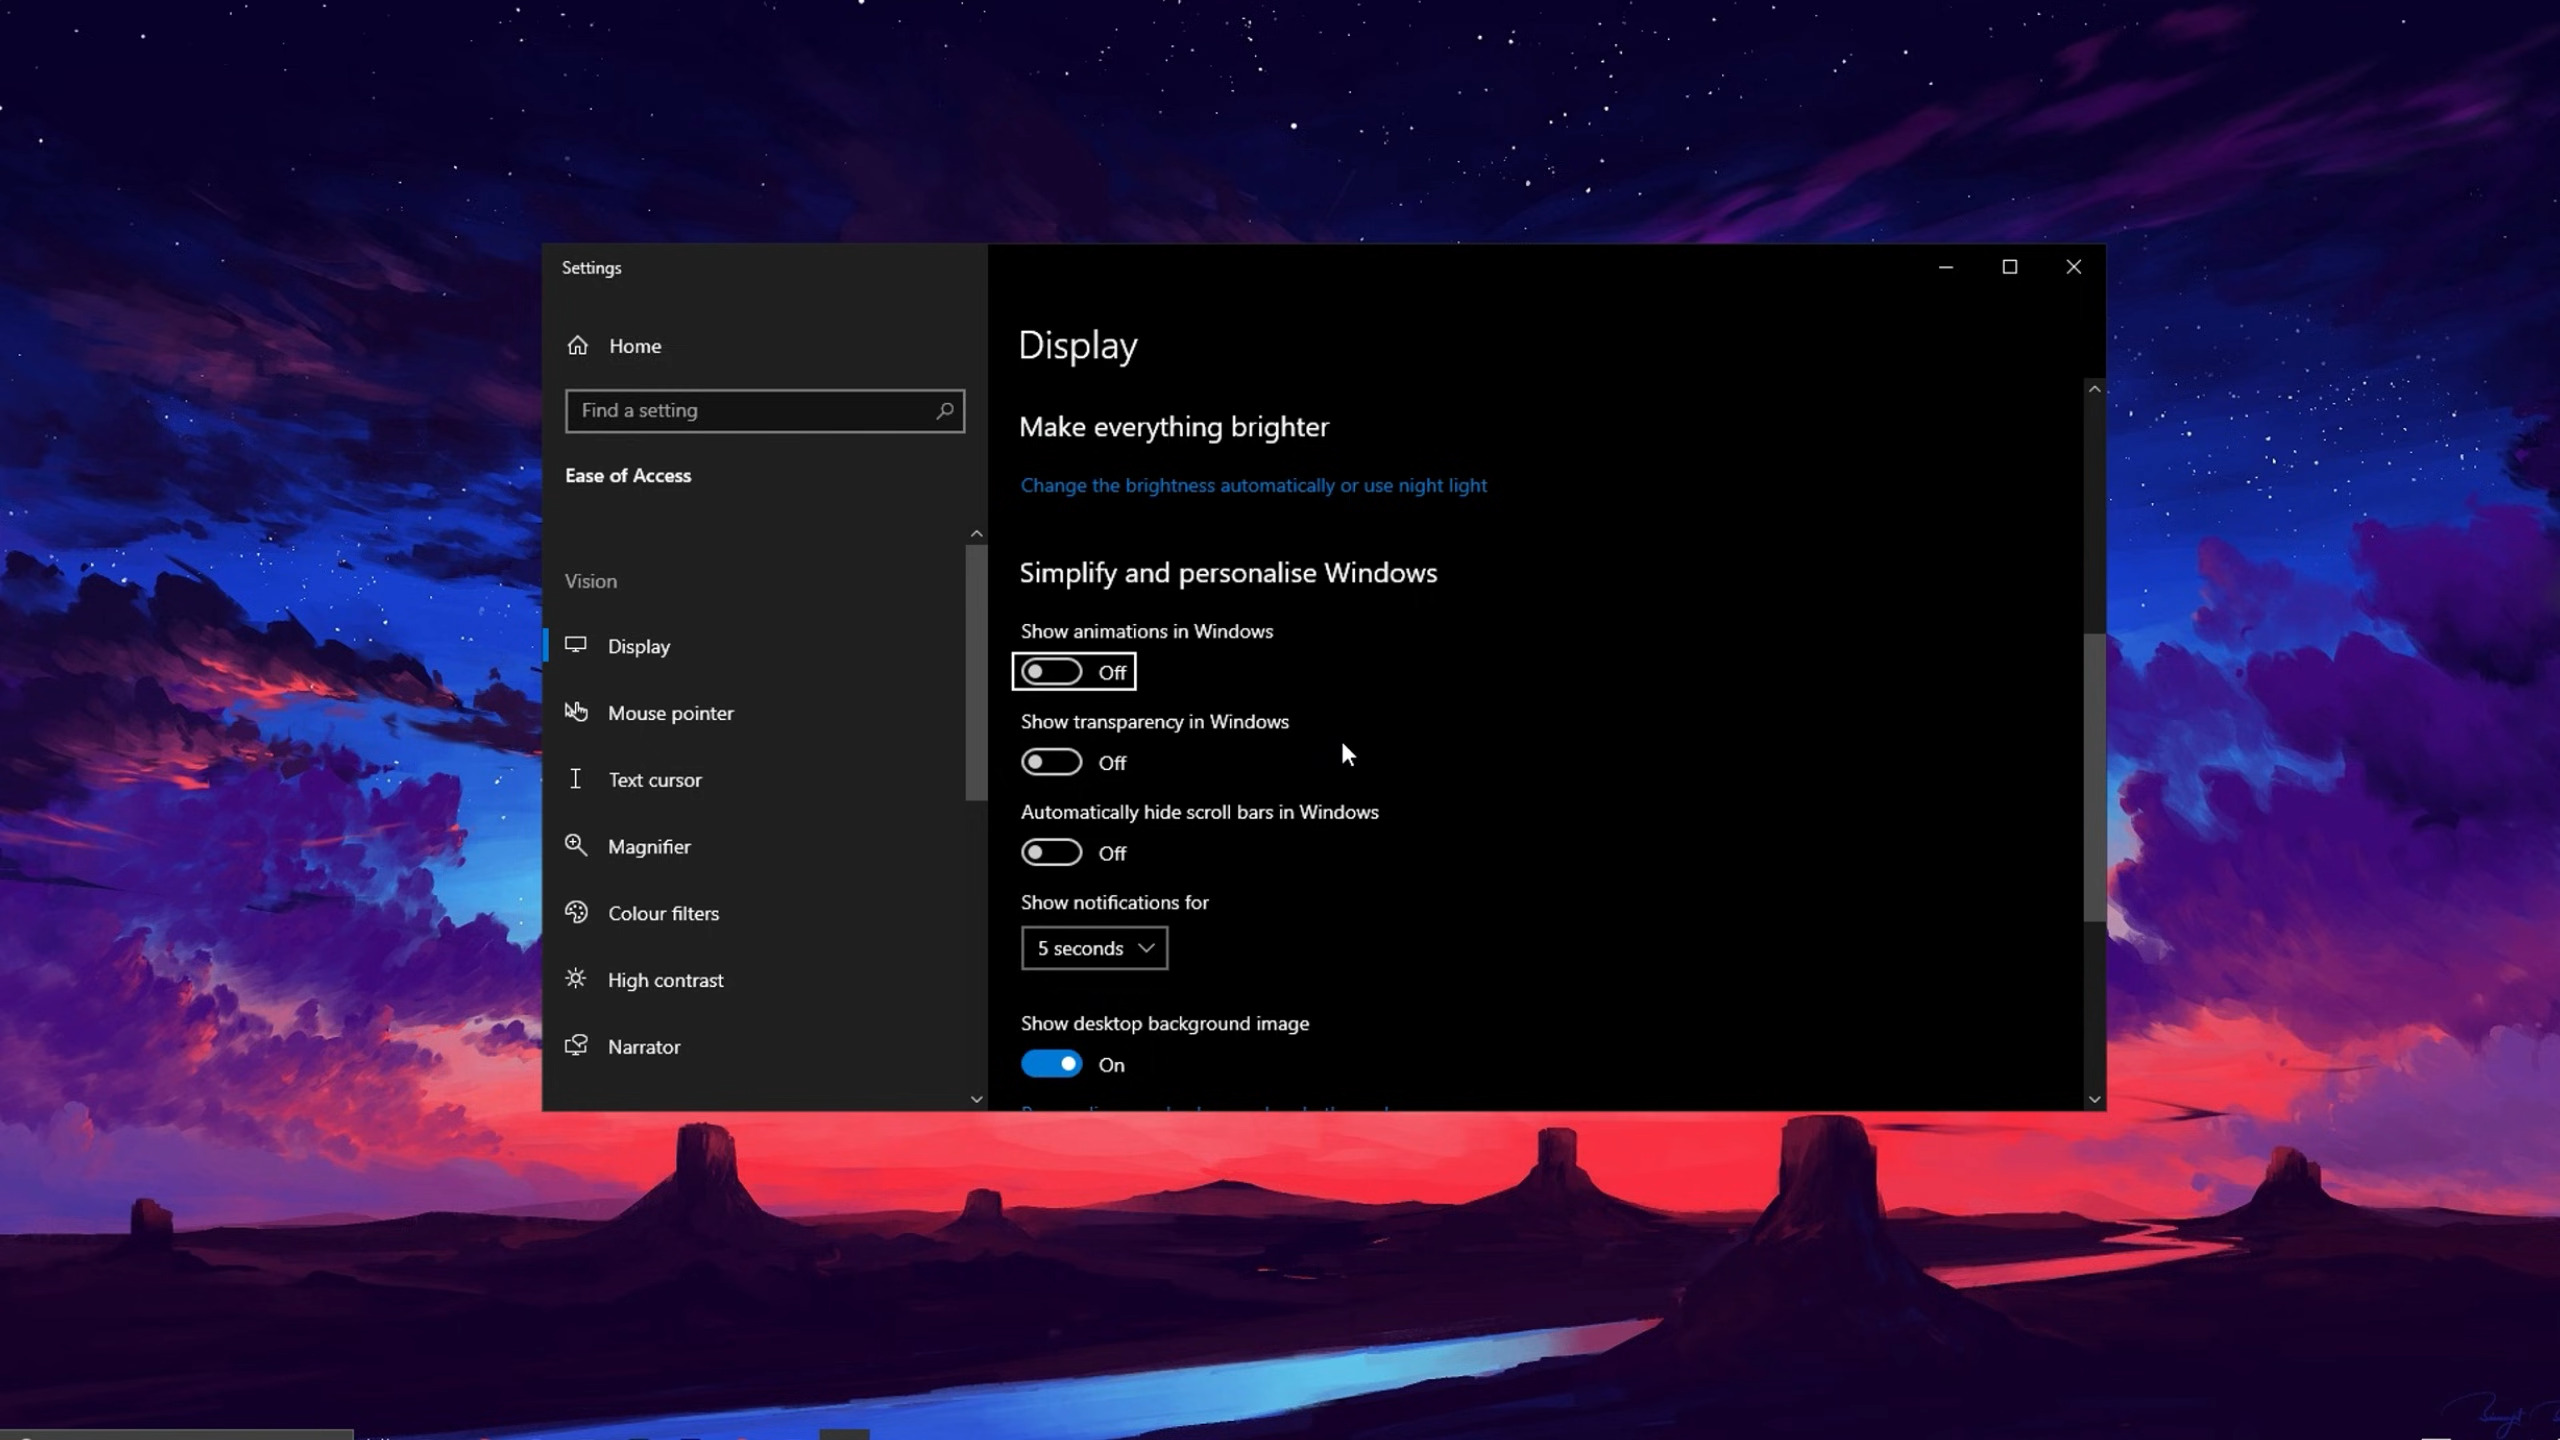 Settings
Home
Find a setting
Ease of Access
Vision
Display
Mouse pointer
Text cursor
Magnifier
Colour filters
High contrast
Narrator
Display
Make everything brighter
Change the brightness automatically or use night light
Simplify and personalise Windows
Show animations in Windows
Off
Show transparency in Windows
Off
Automatically hide scroll bars in Windows
Off
Show notifications for
5 seconds
Show desktop background image
On